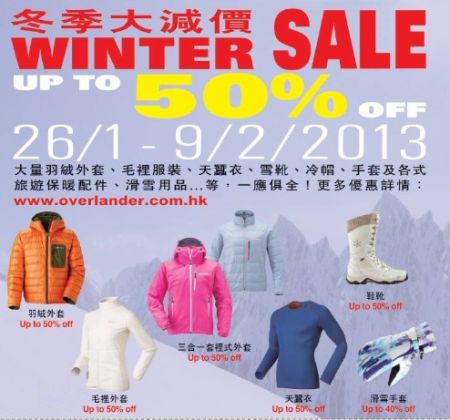 冬季大減價
WINTER SALE
UP TO 50% OFF
26/1 - 9/2/2013
大量羽絨外套、毛裡服裝、天蠶衣、雪靴、冷帽、手套及各式
旅遊保暖配件、滑雪用品...等，一應俱全！更多優惠詳情：
www.overlander.com.hk
羽絨外套
Up to 50% off
三合一套裡式外套
Up to 50% off
鞋靴
Up to 50% off
毛裡外套
Up to 50% off
天蠶衣
Up to 50% off
滑雪手套
Up to 40% off